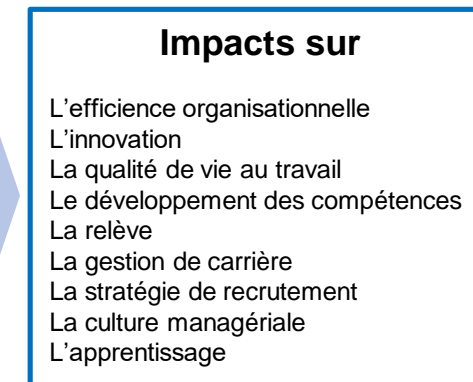 Impacts sur
L’efficience organisationnelle
L’innovation
La qualité de vie au travail
Le développement des compétences
La relève
La gestion de carrière
La stratégie de recrutement
La culture managériale
L’apprentissage